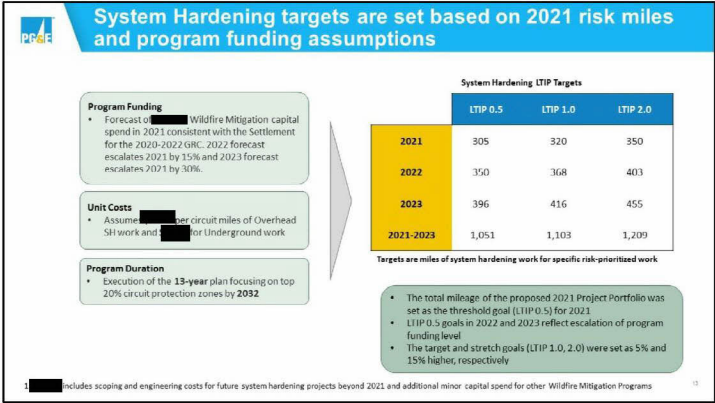 PG&E
System Hardening targets are set based on 2021 risk miles
and program funding assumptions
Program Funding
• Forecast of Wildfire Mitigation capital
spend in 2021 consistent with the Settlement
for the 2020-2022 GRC. 2022 forecast
escalates 2021 by 15% and 2023 forecast
escalates 2021 by 30%.
Unit Costs
• Assumes per circuit miles of Overhead
SH work and for Underground work
Program Duration
• Execution of the 13-year plan focusing on top
20% circuit protection zones by 2032
System Hardening LTIP Targets
LTIP 0.5 LTIP 1.0 LTIP 2.0
2021 305 320 350
2022 350 368 403
2023 396 416 455
2021-2023 1,051 1,103 1,209
Targets are miles of system hardening work for specific risk-prioritized work
• The total mileage of the proposed 2021 Project Portfolio was
set as the threshold goal (LTIP 0.5) for 2021
• LTIP 0.5 goals in 2022 and 2023 reflect escalation of program
funding level
• The target and stretch goals (LTIP 1.0, 2.0) were set as 5% and
15% higher, respectively
1. includes scoping and engineering costs for future system hardening projects beyond 2021 and additional minor capital spend for other Wildfire Mitigation Programs